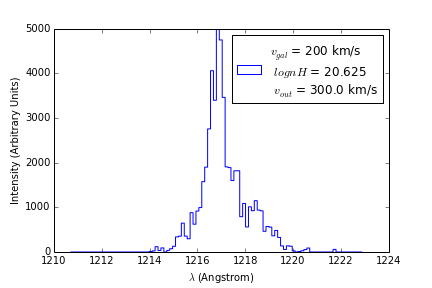 5000
4000
3000
2000
1000
0
Intensity (Arbitrary Units)
v_gal = 200 km/s
lognH = 20.625
v_out = 300.0 km/s
1210 1212 1214 1216 1218 1220 1222 1224
λ (Angstrom)